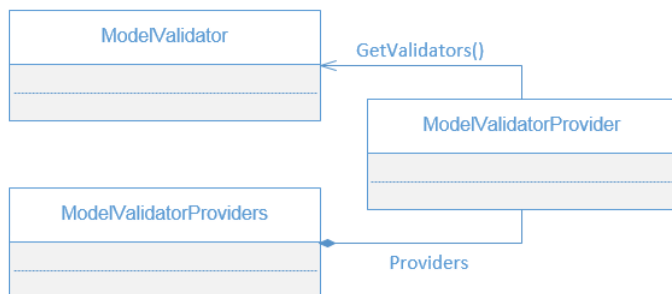 ModelValidator
GetValidators()
ModelValidatorProvider
ModelValidatorProviders
Providers